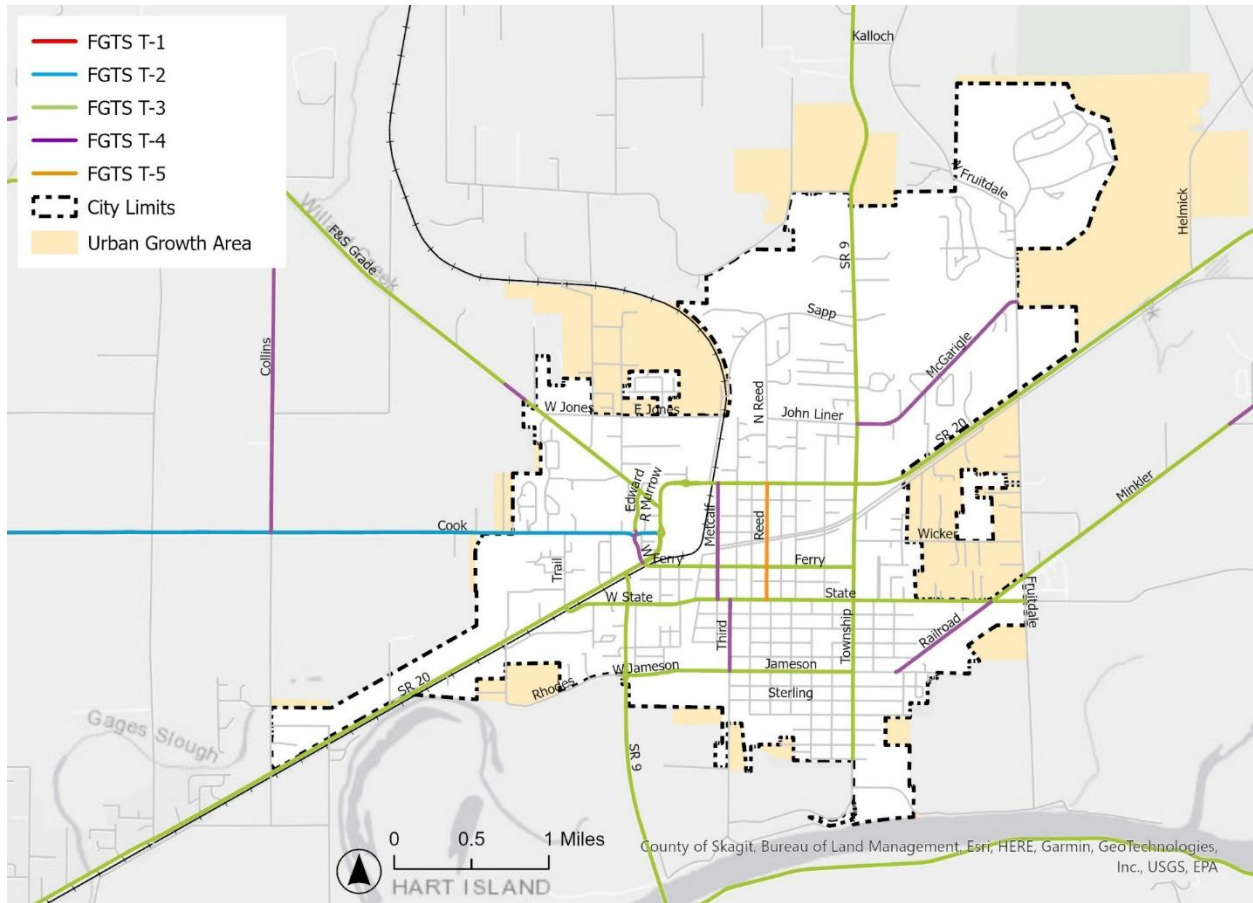 FGTS T-1
FGTS T-2
FGTS T-3
FGTS T-4
FGTS T-5
City Limits
Urban Growth Area
Kalloch
N Fruitdale
Helmick
F&S Grade
SR 9
Sapp
Collins
McGarigle
W Jones
E Jones
N Reed
John Liner
SR 20
Edward
R Murrow
Minkler
Cook
Metcalf
Reed
Wicker
Trail
W Ferry
Ferry
W State
State
Fruitdale
Third
Township
Railroad
W Jameson
Jameson
Rhodes
Sterling
SR 20
Gages Slough
SR 9
0 0.5 1 Miles
HART ISLAND
County of Skagit, Bureau of Land Management, Esri, HERE, Garmin, GeoTechnologies,
Inc., USGS, EPA